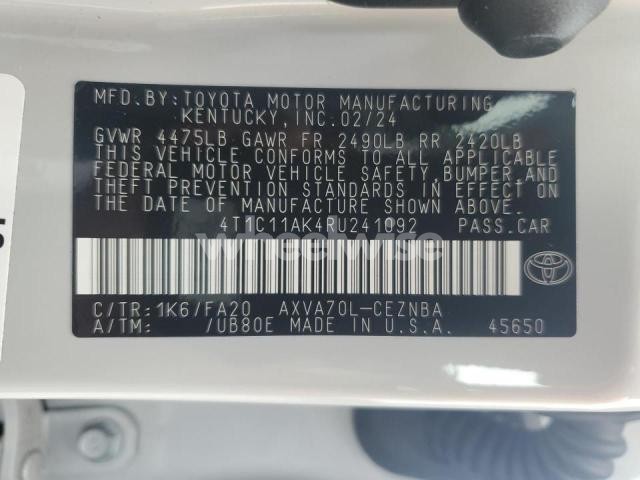 MFD.BY:TOYOTA MOTOR MANUFACTURING
KENTUCKY,INC.02/24
GVWR 4475LB GAWR FR 2490LB RR 2420LB
THIS VEHICLE CONFORMS TO ALL APPLICABLE
FEDERAL MOTOR VEHICLE SAFETY,BUMPER,AND
THEFT PREVENTION STANDARDS IN EFFECT ON
THE DATE OF MANUFACTURE SHOWN ABOVE.
4T1C11AK4RU241092 PASS.CAR
wheelwise
C/TR:1K6/FA20 AXVA70L-CEZNBA
A/TM: /UB80E MADE IN U.S.A. 45650